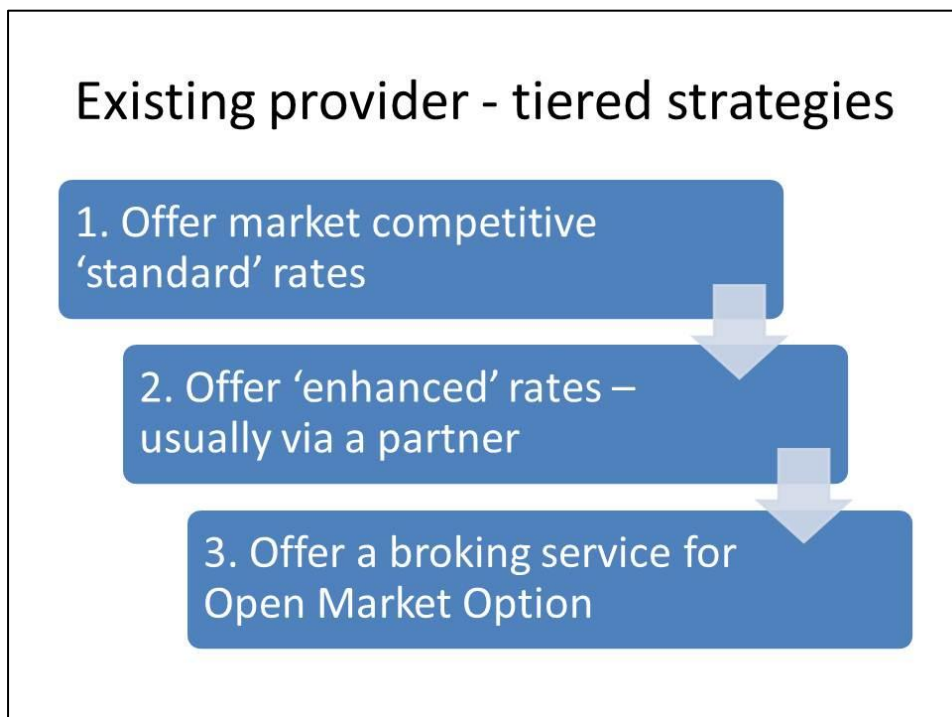 Existing provider - tiered strategies
1. Offer market competitive
‘standard’ rates
2. Offer ‘enhanced’ rates –
usually via a partner
3. Offer a broking service for
Open Market Option